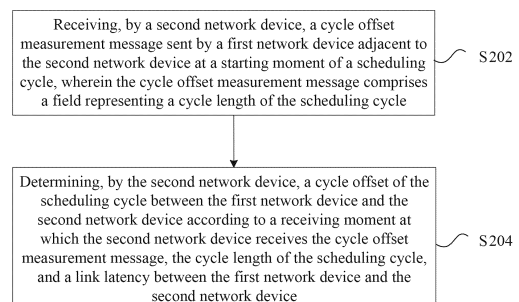 Receiving, by a second network device, a cycle offset
measurement message sent by a first network device adjacent to
the second network device at a starting moment of a scheduling
cycle, wherein the cycle offset measurement message comprises
a field representing a cycle length of the scheduling cycle
S202
Determining, by the second network device, a cycle offset of the
scheduling cycle between the first network device and the
second network device according to a receiving moment at
which the second network device receives the cycle offset
measurement message, the cycle length of the scheduling cycle,
and a link latency between the first network device and the
second network device
S204